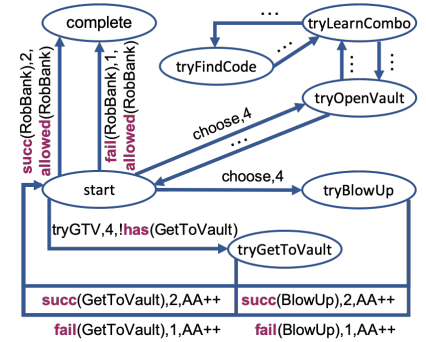 complete
...
tryLearnCombo
tryFindCode
...
...
...
tryOpenVault
succ(RobBank),2,
allowed(RobBank)
fail(RobBank),1,
allowed(RobBank)
choose,4
...
start
choose,4
tryBlowUp
tryGTV,4,!has(GetToVault)
tryGetToVault
succ(GetToVault),2,AA++
succ(BlowUp),2,AA++
fail(GetToVault),1,AA++
fail(BlowUp),1,AA++